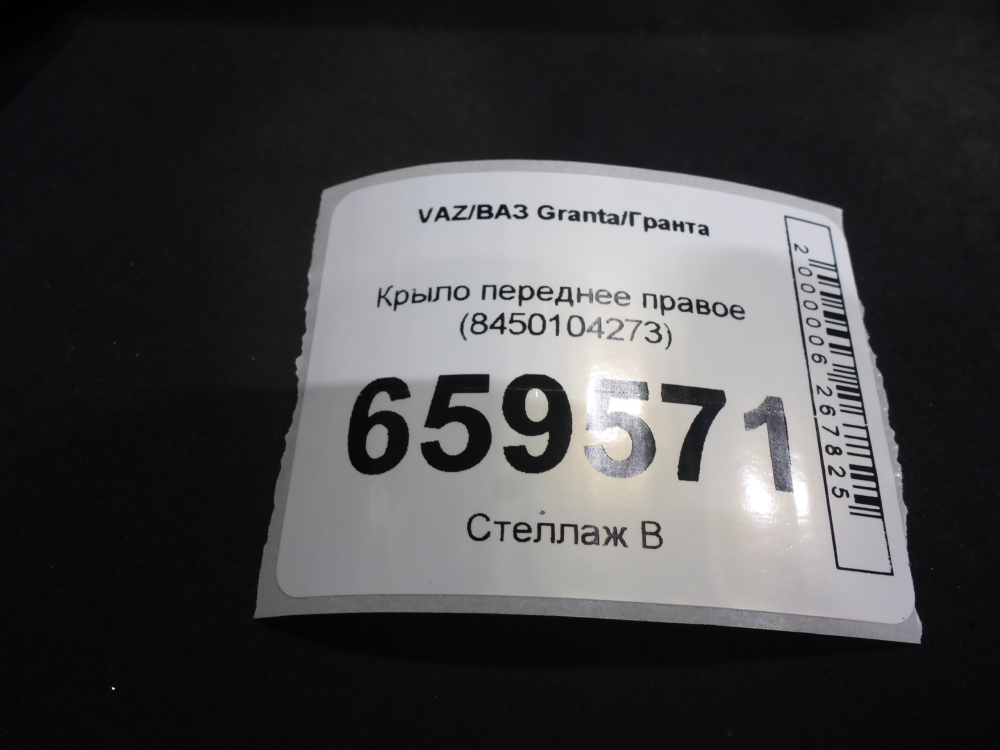 VAZ/ВАЗ Granta/Гранта
Крыло переднее правое
(8450104273)
659571
Стеллаж В
2000006267825